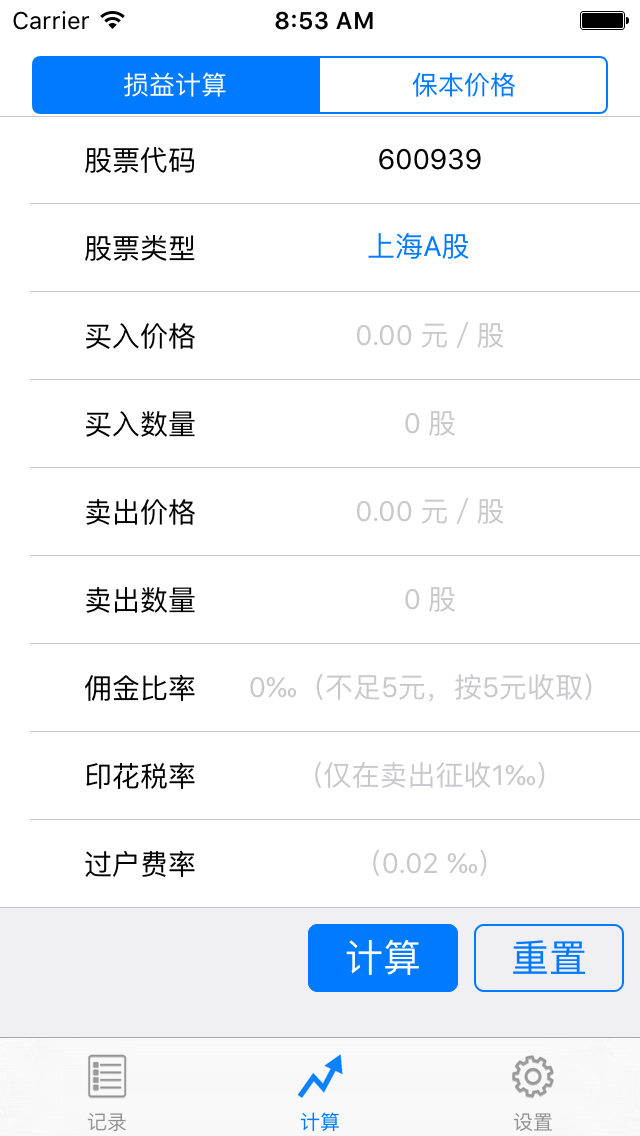 Carrier 8:53 AM
损益计算 保本价格
股票代码 600939
股票类型 上海A股
买入价格 0.00 元 / 股
买入数量 0 股
卖出价格 0.00 元 / 股
卖出数量 0 股
佣金比率 0‰（不足5元，按5元收取）
印花税率 （仅在卖出征收1‰）
过户费率 （0.02 ‰）
计算 重置
记录 计算 设置